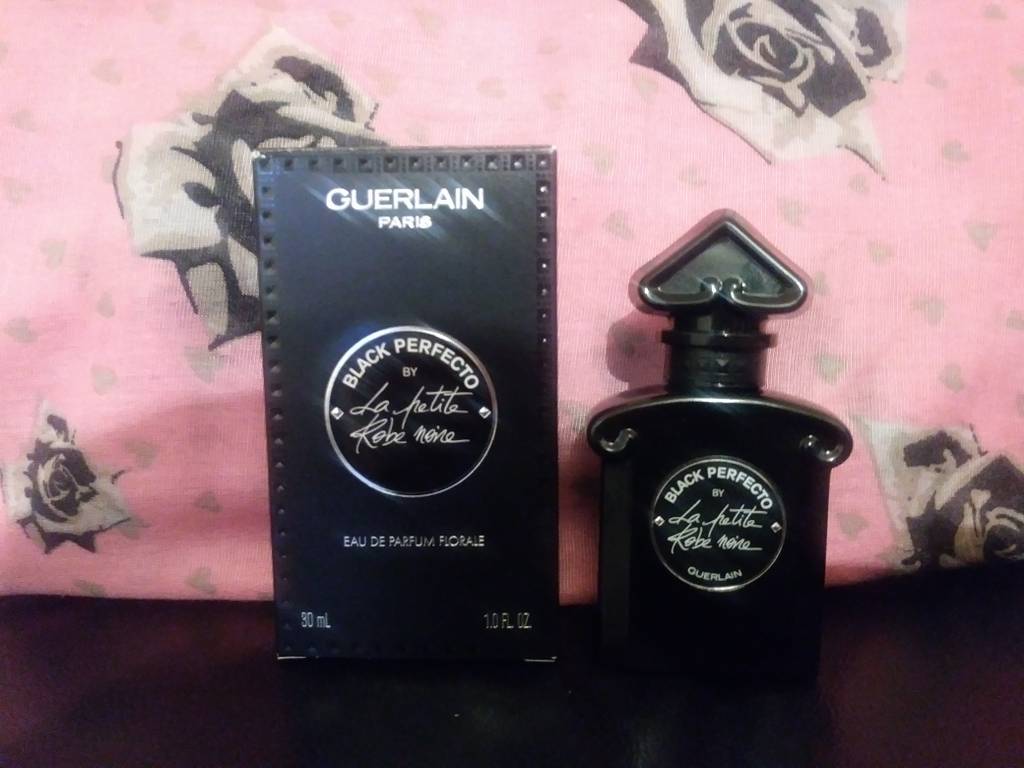 GUERLAIN
PARIS
BLACK PERFECTO
BY
La petite
Robe noire
EAU DE PARFUM FLORALE
30 mL 1.0 FL. OZ.
BLACK PERFECTO
BY
La petite
Robe noire
GUERLAIN